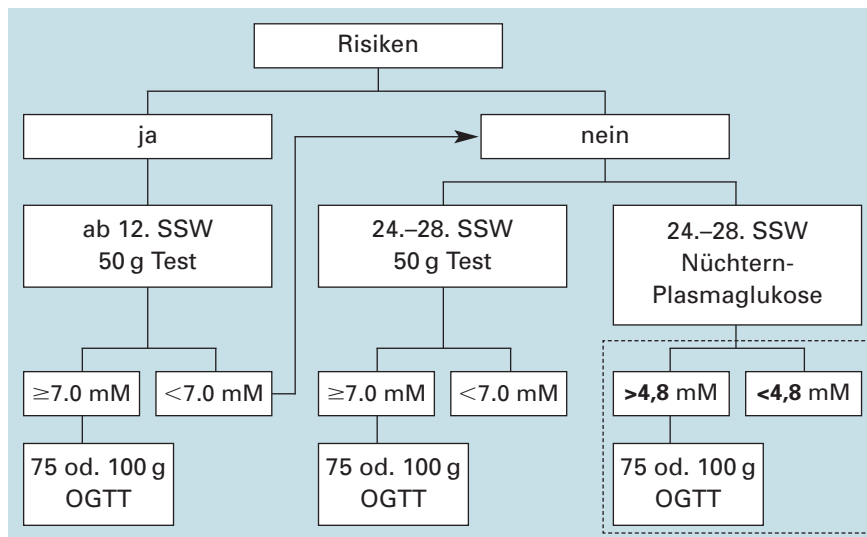 Risiken
ja
nein
ab 12. SSW
50 g Test
24.–28. SSW
50 g Test
24.–28. SSW
Nüchtern-
Plasmaglukose
≥7.0 mM
<7.0 mM
≥7.0 mM
<7.0 mM
>4,8 mM
<4,8 mM
75 od. 100 g
OGTT
75 od. 100 g
OGTT
75 od. 100 g
OGTT